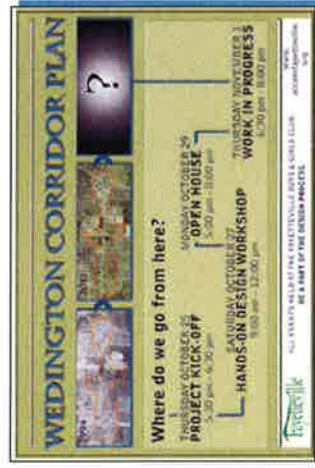 WEDINGTON CORRIDOR PLAN
?
Where do we go from here?
THURSDAY OCTOBER 25
PROJECT KICK-OFF
5:30 pm - 6:30 pm
SATURDAY OCTOBER 27
HANDS-ON DESIGN WORKSHOP
9:00 am - 12:00 pm
MONDAY OCTOBER 29
OPEN HOUSE
5:00 pm - 8:00 pm
THURSDAY NOVEMBER 1
WORK IN PROGRESS
6:30 pm - 8:00 pm
Fayetteville
ALL EVENTS HELD AT THE FAYETTEVILLE BOYS & GIRLS CLUB
BE A PART OF THE DESIGN PROCESS
www.